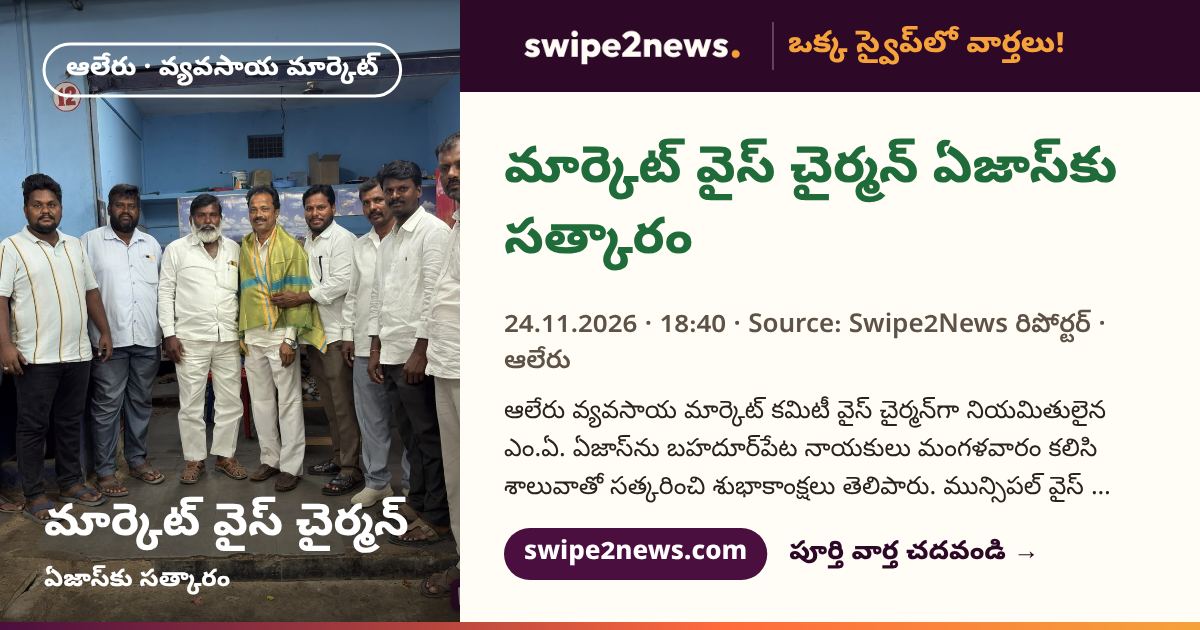 ఆలేరు · వ్యవసాయ మార్కెట్
12
మార్కెట్ వైస్ చైర్మన్
ఏజాస్‌కు సత్కారం
swipe2news.
ఒక్క స్వైప్‌లో వార్తలు!
మార్కెట్ వైస్ చైర్మన్ ఏజాస్‌కు
సత్కారం
24.11.2026 · 18:40 · Source: Swipe2News రిపోర్టర్ ·
ఆలేరు
ఆలేరు వ్యవసాయ మార్కెట్ కమిటీ వైస్ చైర్మన్‌గా నియమితులైన
ఎం.ఏ. ఏజాస్‌ను బహదూర్‌పేట నాయకులు మంగళవారం కలిసి
శాలువాతో సత్కరించి శుభాకాంక్షలు తెలిపారు. మున్సిపల్ వైస్ ...
swipe2news.com
పూర్తి వార్త చదవండి →